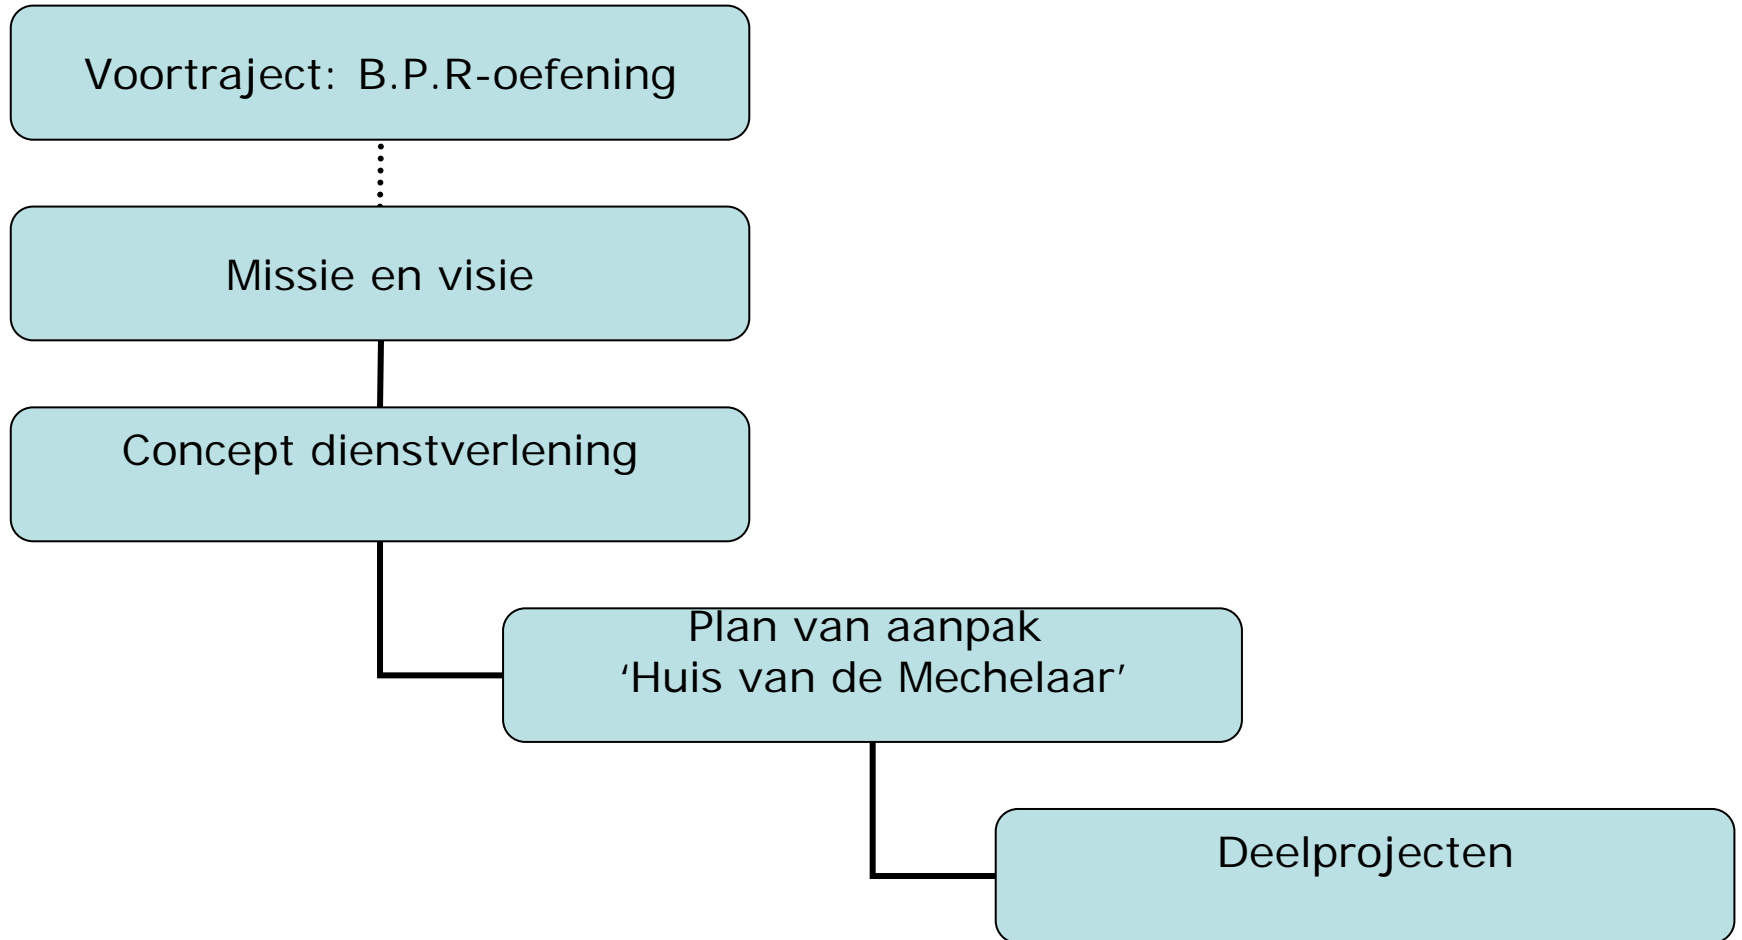 Voortraject: B.P.R-oefening
Missie en visie
Concept dienstverlening
Plan van aanpak
‘Huis van de Mechelaar’
Deelprojecten